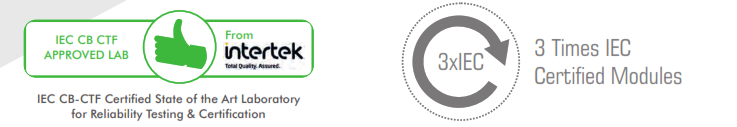 IEC CB CTF
APPROVED LAB
From
intertek
Total Quality. Assured.
IEC CB-CTF Certified State of the Art Laboratory
for Reliability Testing & Certification
3xIEC
3 Times IEC
Certified Modules